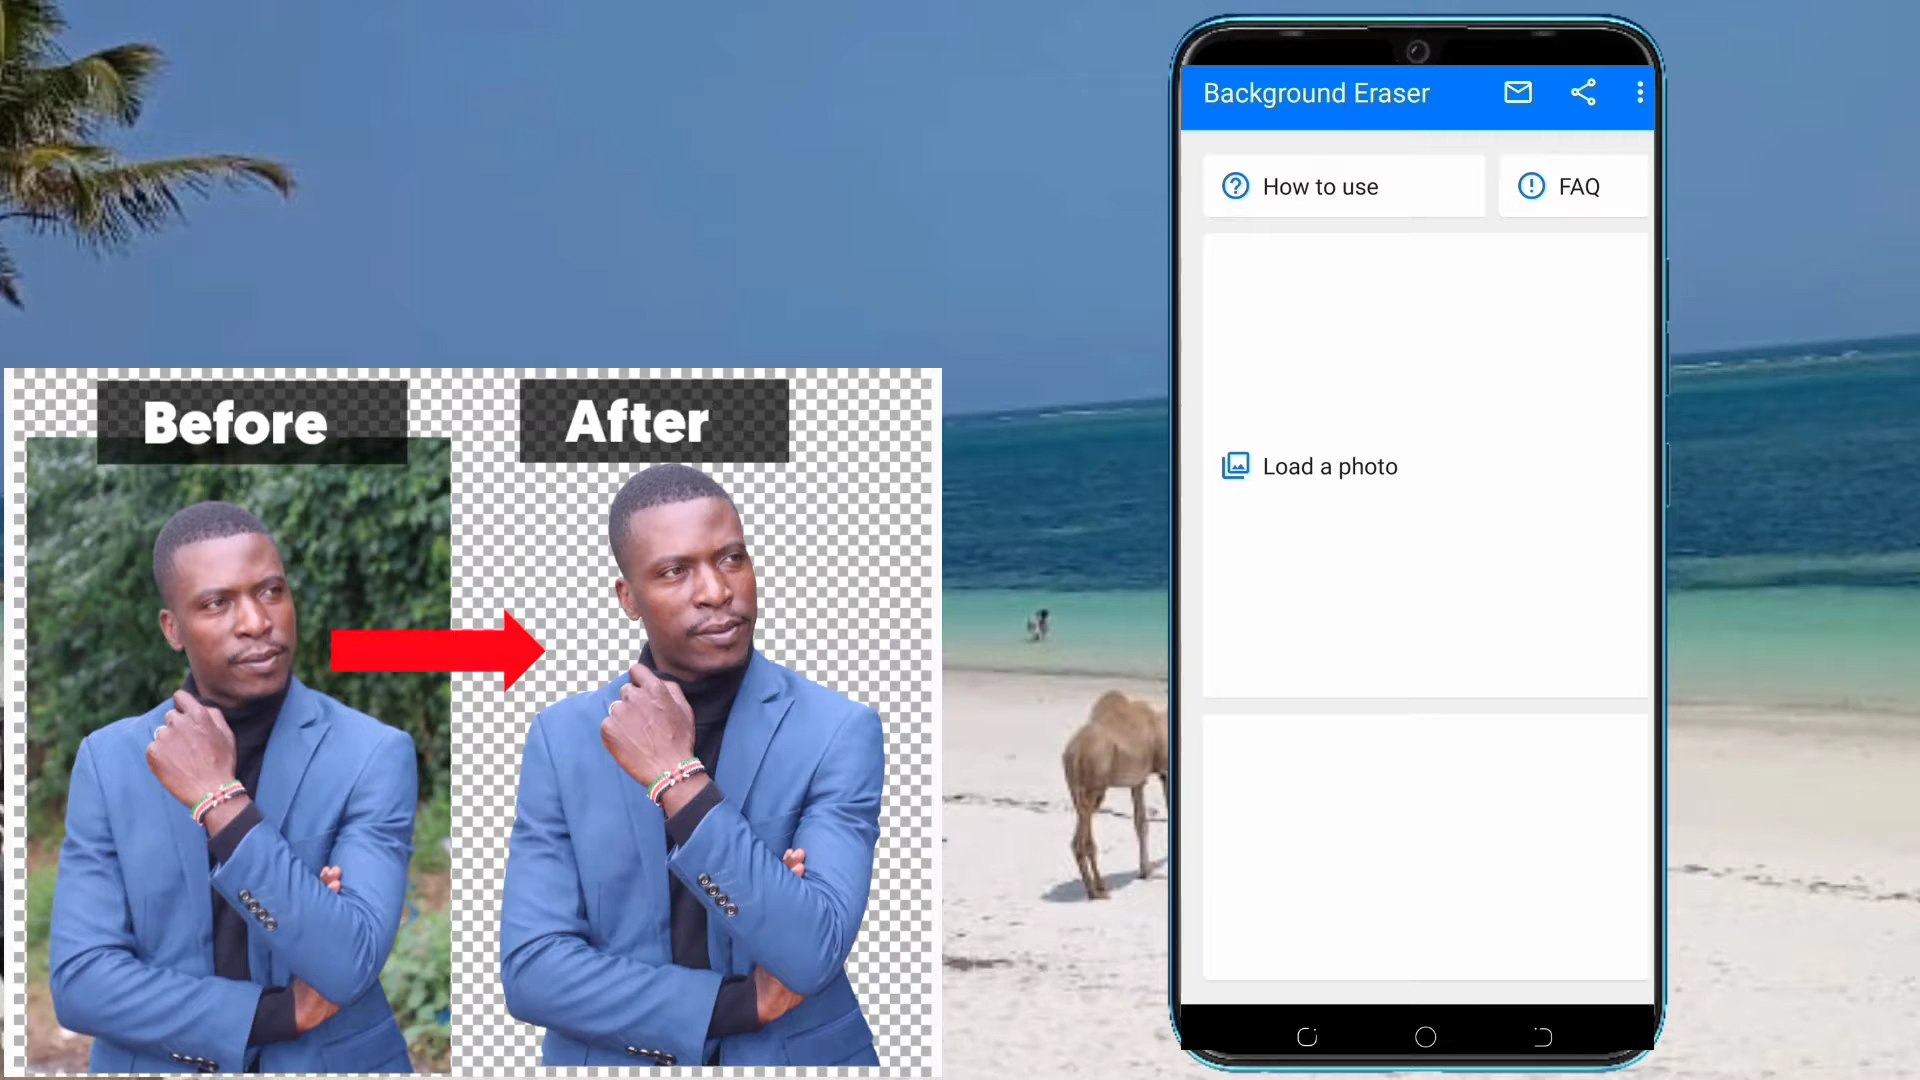 Before
After
Background Eraser
How to use
FAQ
Load a photo